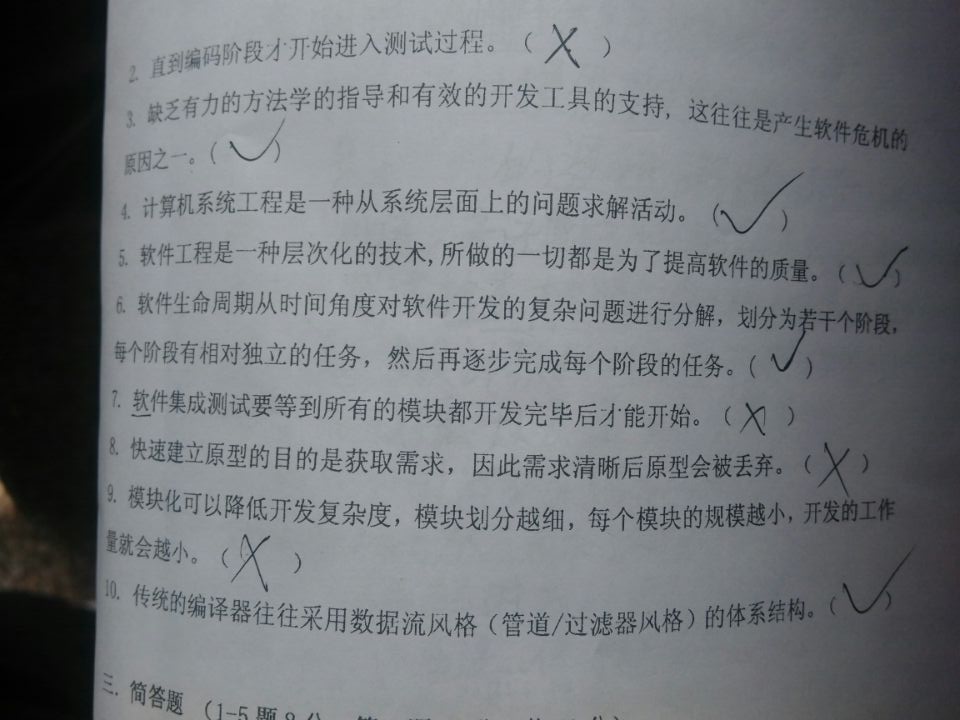 2. 直到编码阶段才开始进入测试过程。（ X ）
3. 缺乏有力的方法学的指导和有效的开发工具的支持，这往往是产生软件危机的
原因之一。（ ✓ ）
4. 计算机系统工程是一种从系统层面上的问题求解活动。（ ✓ ）
5. 软件工程是一种层次化的技术,所做的一切都是为了提高软件的质量。（ ✓ ）
6. 软件生命周期从时间角度对软件开发的复杂问题进行分解，划分为若干个阶段，
每个阶段有相对独立的任务，然后再逐步完成每个阶段的任务。（ ✓ ）
7. 软件集成测试要等到所有的模块都开发完毕后才能开始。（ X ）
8. 快速建立原型的目的是获取需求，因此需求清晰后原型会被丢弃。（ X ）
9. 模块化可以降低开发复杂度，模块划分越细，每个模块的规模越小，开发的工作
量就会越小。（ X ）
10. 传统的编译器往往采用数据流风格（管道/过滤器风格）的体系结构。（ ✓ ）
三. 简答题 （1-5题8分